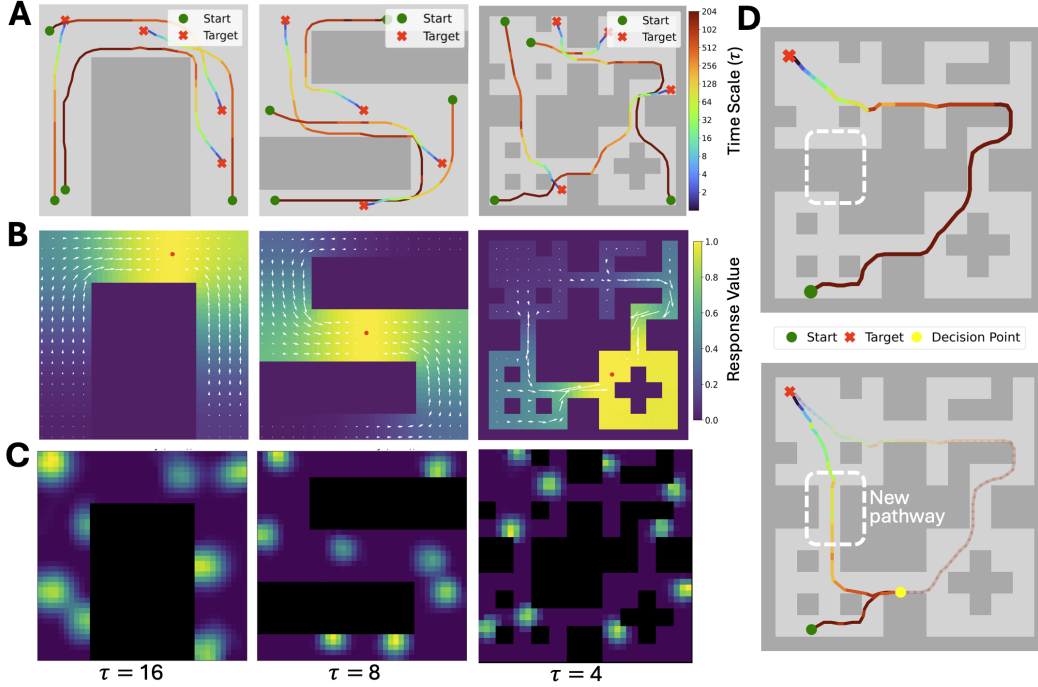 A
Start
Target
Start
Target
Start
Target
204
102
512
256
128
64
32
16
8
4
2
Time Scale (τ)
B
1.0
0.8
0.6
0.4
0.2
0.0
Response Value
C
τ = 16
τ = 8
τ = 4
D
Start
Target
Decision Point
New
pathway